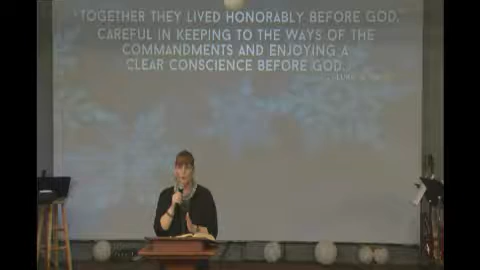 "TOGETHER THEY LIVED HONORABLY BEFORE GOD,
CAREFUL IN KEEPING TO THE WAYS OF THE
COMMANDMENTS AND ENJOYING A
CLEAR CONSCIENCE BEFORE GOD.